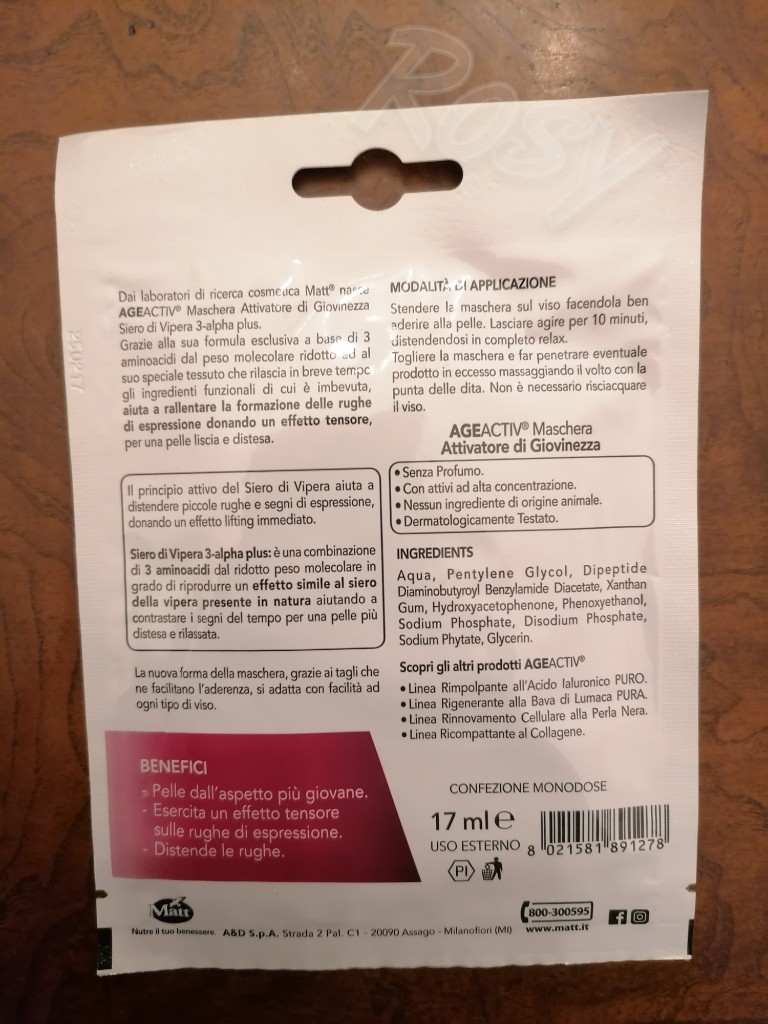 Rosy
Dai laboratori di ricerca cosmetica Matt® nasce
AGEACTIV® Maschera Attivatore di Giovinezza
Siero di Vipera 3-alpha plus.
Grazie alla sua formula esclusiva a base di 3
aminoacidi dal peso molecolare ridotto ed al
suo speciale tessuto che rilascia in breve tempo
gli ingredienti funzionali di cui è imbevuta,
aiuta a rallentare la formazione delle rughe
di espressione donando un effetto tensore,
per una pelle liscia e distesa.
Il principio attivo del Siero di Vipera aiuta a
distendere piccole rughe e segni di espressione,
donando un effetto lifting immediato.
Siero di Vipera 3-alpha plus: è una combinazione
di 3 aminoacidi dal ridotto peso molecolare in
grado di riprodurre un effetto simile al siero
della vipera presente in natura aiutando a
contrastare i segni del tempo per una pelle più
distesa e rilassata.
La nuova forma della maschera, grazie ai tagli che
ne facilitano l'aderenza, si adatta con facilità ad
ogni tipo di viso.
BENEFICI
- Pelle dall'aspetto più giovane.
- Esercita un effetto tensore
sulle rughe di espressione.
- Distende le rughe.
MODALITÀ DI APPLICAZIONE
Stendere la maschera sul viso facendola ben
aderire alla pelle. Lasciare agire per 10 minuti,
distendendosi in completo relax.
Togliere la maschera e far penetrare eventuale
prodotto in eccesso massaggiando il volto con la
punta delle dita. Non è necessario risciacquare
il viso.
AGEACTIV® Maschera
Attivatore di Giovinezza
• Senza Profumo.
• Con attivi ad alta concentrazione.
• Nessun ingrediente di origine animale.
• Dermatologicamente Testato.
INGREDIENTS
Aqua, Pentylene Glycol, Dipeptide
Diaminobutyroyl Benzylamide Diacetate, Xanthan
Gum, Hydroxyacetophenone, Phenoxyethanol,
Sodium Phosphate, Disodium Phosphate,
Sodium Phytate, Glycerin.
Scopri gli altri prodotti AGEACTIV®
• Linea Rimpolpante all'Acido Ialuronico PURO.
• Linea Rigenerante alla Bava di Lumaca PURA.
• Linea Rinnovamento Cellulare alla Perla Nera.
• Linea Ricompattante al Collagene.
CONFEZIONE MONODOSE
17 ml e
USO ESTERNO
PI
8 021581 891278
Matt
Nutre il tuo benessere. A&D S.p.A. Strada 2 Pal. C1 - 20090 Assago - Milanofiori (MI)
800-300595
www.matt.it